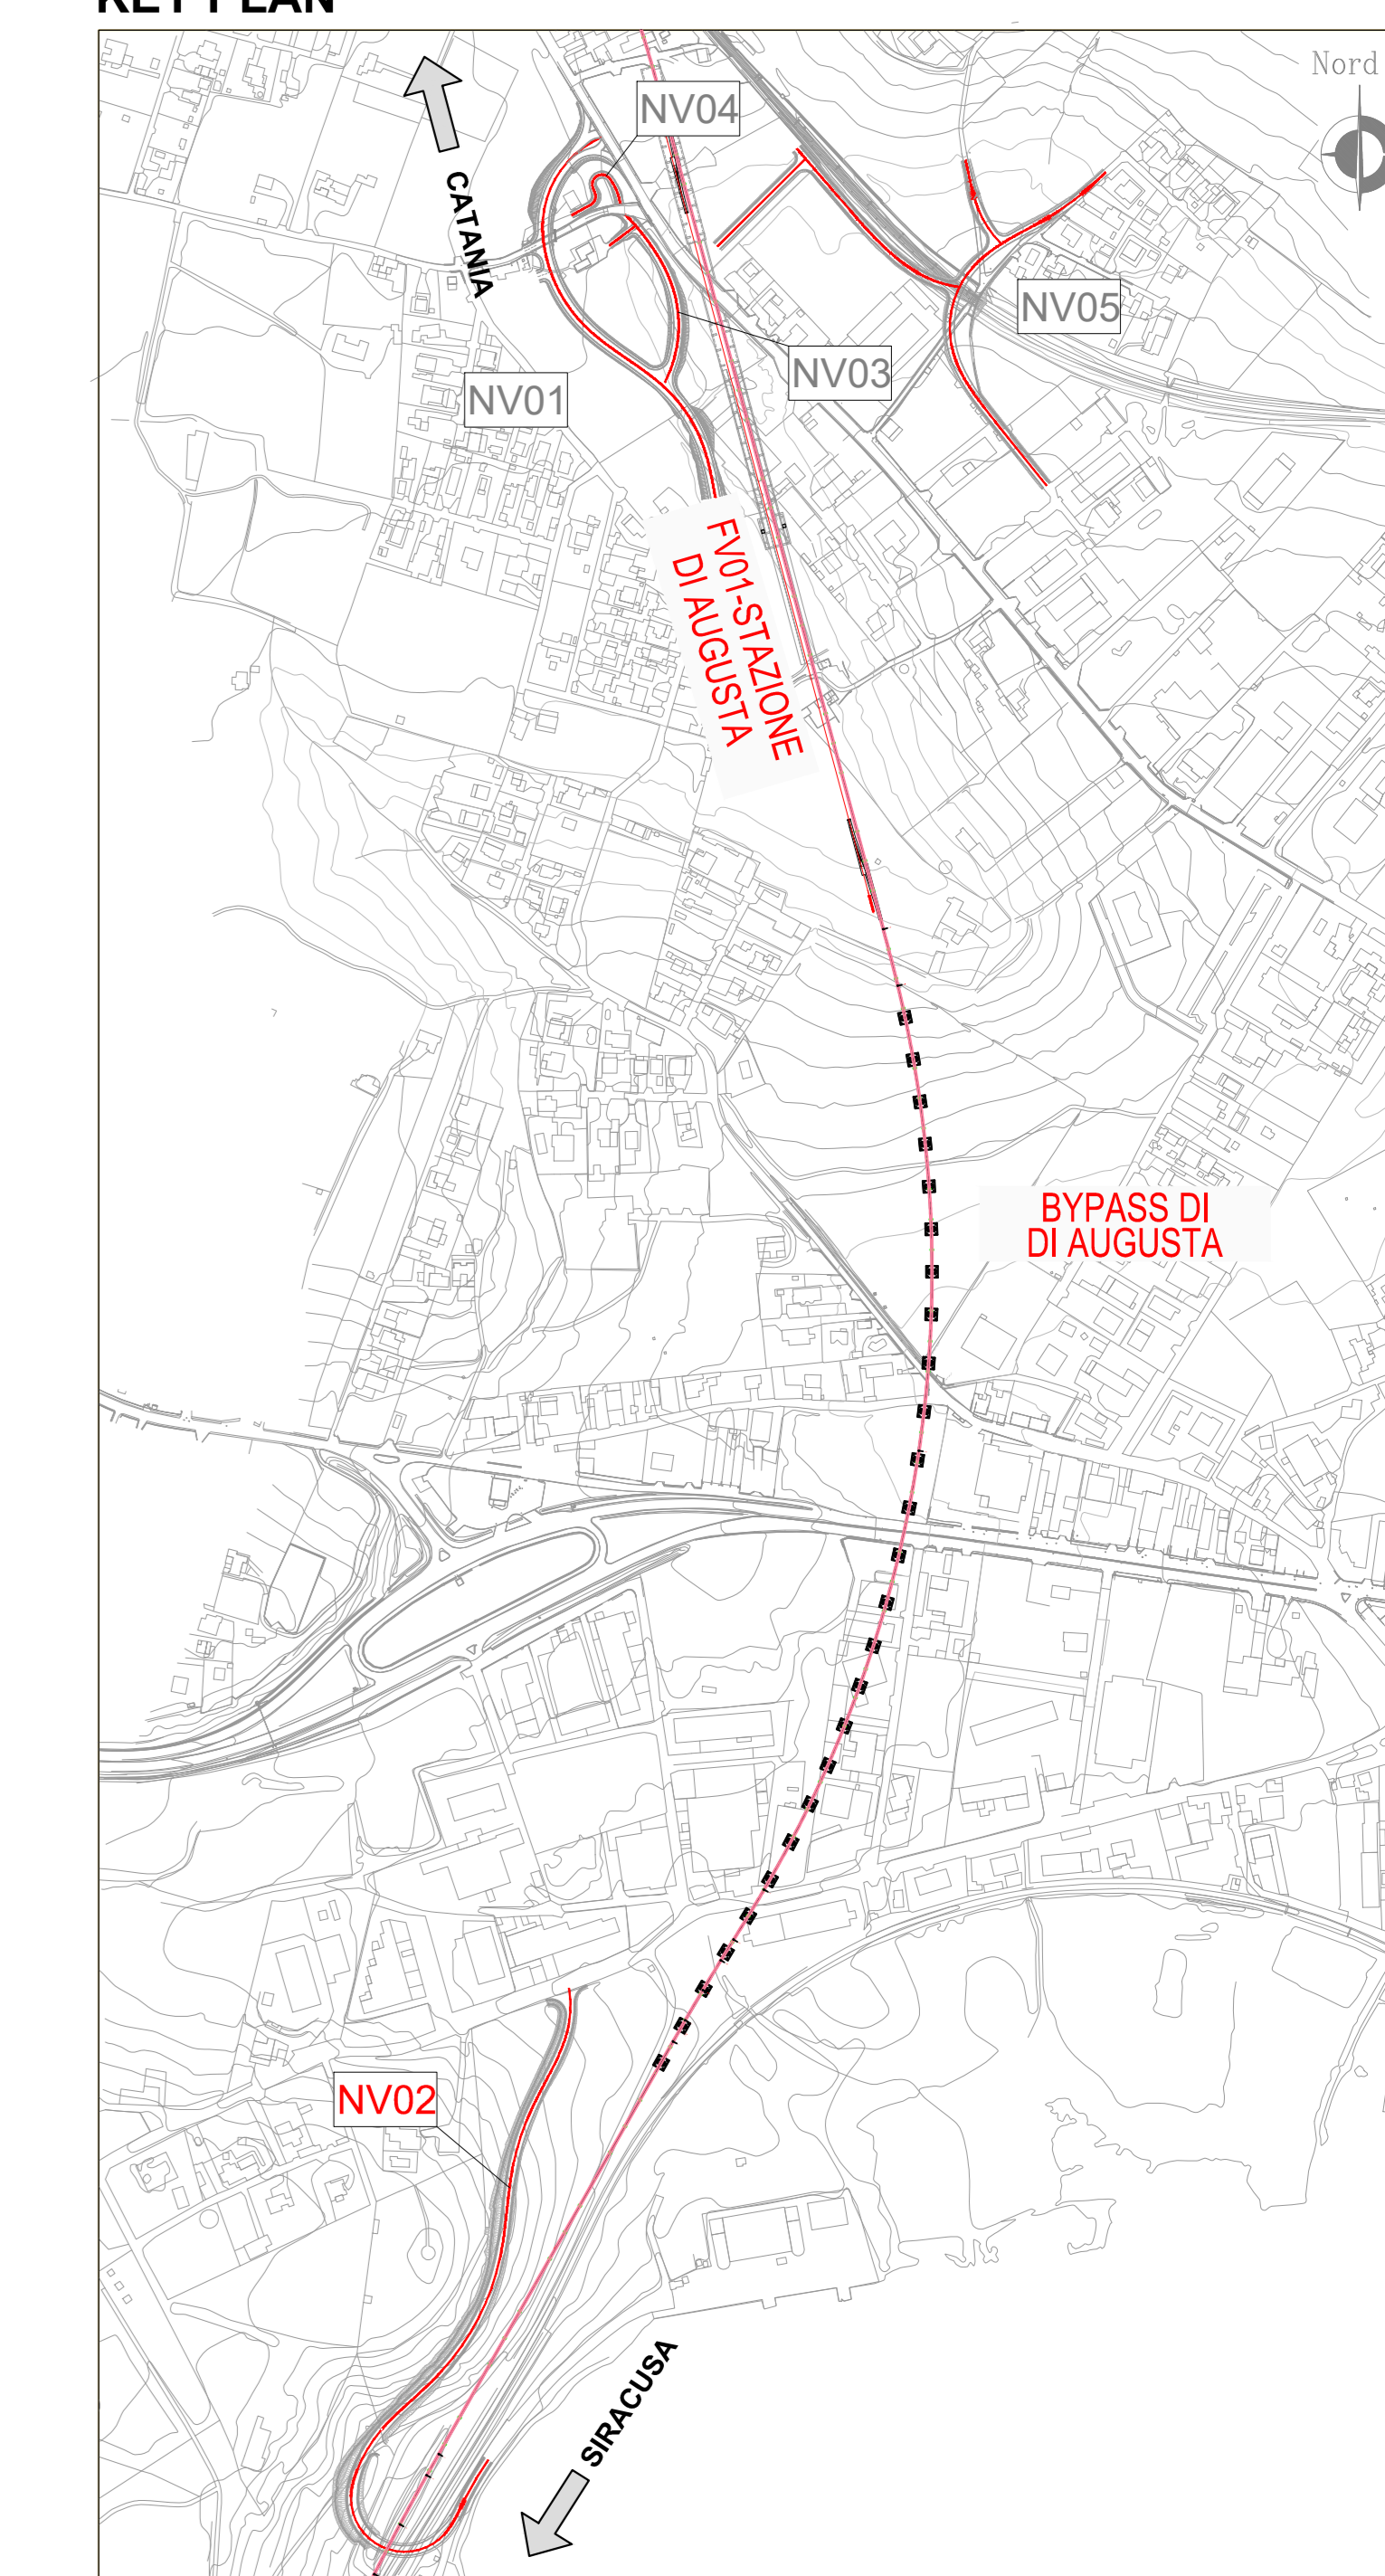 KEY PLAN
Nord
NV04
CATANIA
NV05
NV03
NV01
FV01-STAZIONE
DI AUGUSTA
BYPASS DI
DI AUGUSTA
NV02
SIRACUSA